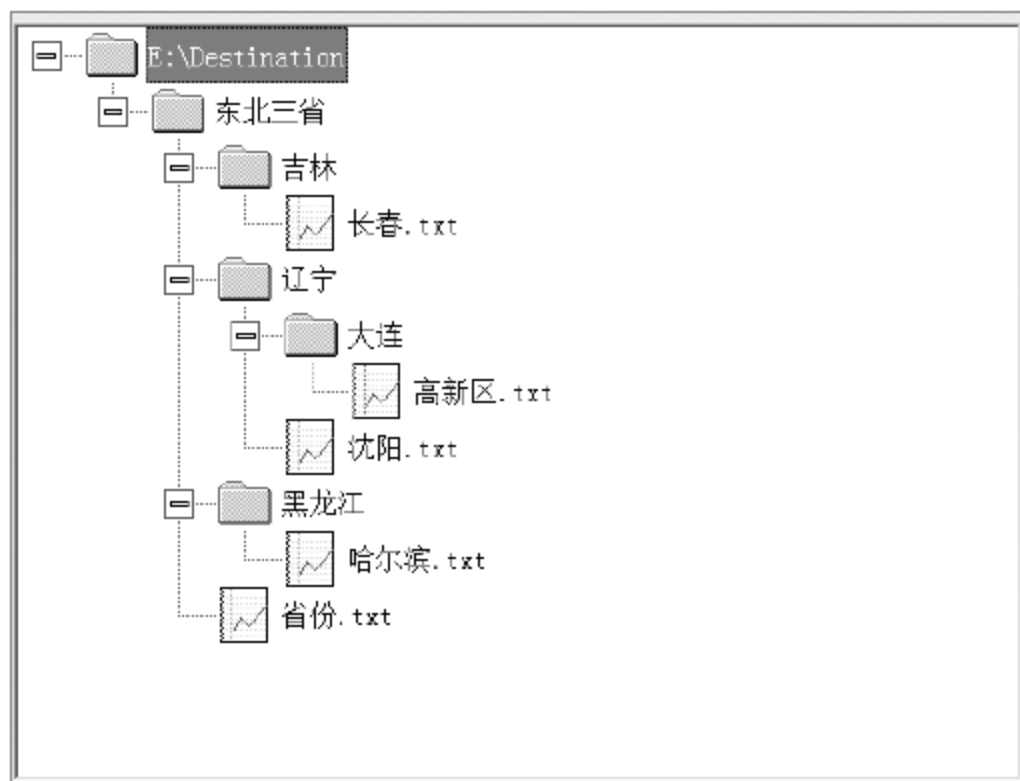 E:\Destination
东北三省
吉林
长春.txt
辽宁
大连
高新区.txt
沈阳.txt
黑龙江
哈尔滨.txt
省份.txt